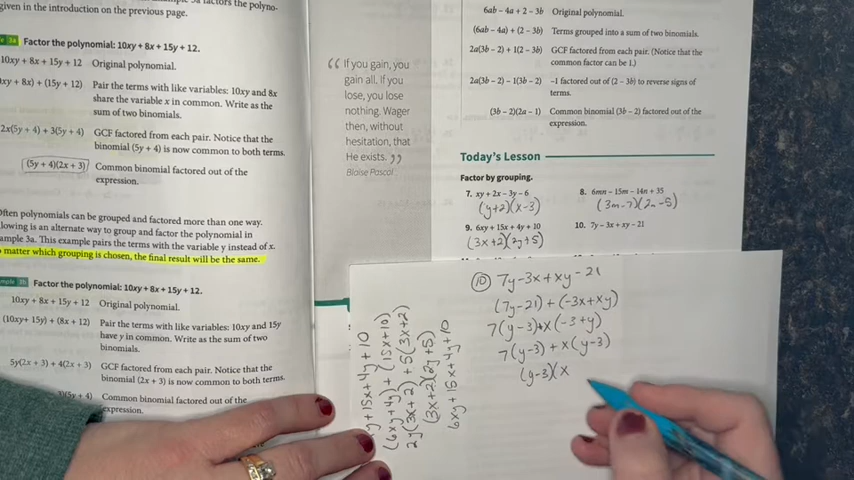 given in the introduction on the previous page.
Factor the polynomial: 10xy + 8x + 15y + 12.
10xy + 8x + 15y + 12 Original polynomial.
xy + 8x) + (15y + 12) Pair the terms with like variables: 10xy and 8x
share the variable x in common. Write as the
sum of two binomials.
2x(5y + 4) + 3(5y + 4) GCF factored from each pair. Notice that the
binomial (5y + 4) is now common to both terms.
(5y + 4)(2x + 3) Common binomial factored out of the
expression.
Often polynomials can be grouped and factored more than one way.
lowing is an alternate way to group and factor the polynomial in
ample 3a. This example pairs the terms with the variable y instead of x.
matter which grouping is chosen, the final result will be the same.
Factor the polynomial: 10xy + 8x + 15y + 12.
10xy + 8x + 15y + 12 Original polynomial.
(10xy + 15y) + (8x + 12) Pair the terms with like variables: 10xy and 15y
have y in common. Write as the sum of two
binomials.
5y(2x + 3) + 4(2x + 3) GCF factored from each pair. Notice that the
binomial (2x + 3) is now common to both terms.
(5y + 4) Common binomial factored out of the
expression.
“ If you gain, you
gain all. If you
lose, you lose
nothing. Wager
then, without
hesitation, that
He exists. ”
Blaise Pascal
6ab – 4a + 2 – 3b Original polynomial.
(6ab – 4a) + (2 – 3b) Terms grouped into a sum of two binomials.
2a(3b – 2) + 1(2 – 3b) GCF factored from each pair. (Notice that the
common factor can be 1.)
2a(3b – 2) – 1(3b – 2) –1 factored out of (2 – 3b) to reverse signs of
terms.
(3b – 2)(2a – 1) Common binomial (3b – 2) factored out of the
expression.
Today's Lesson
Factor by grouping.
7. xy + 2x – 3y – 6
(y+2)(x-3)
8. 6mn – 15m – 14n + 35
(3m-7)(2n-5)
9. 6xy + 15x + 4y + 10
(3x+2)(2y+5)
10. 7y – 3x + xy – 21
10 7y-3x+xy-21
(7y-21)+(-3x+xy)
7(y-3)+x(-3+y)
7(y-3)+x(y-3)
(y-3)(x
y+15x+4y+10
(6xy+4y)+(15x+10)
2y(3x+2)+5(3x+2)
(3x+2)(2y+5)
6xy+15x+4y+10